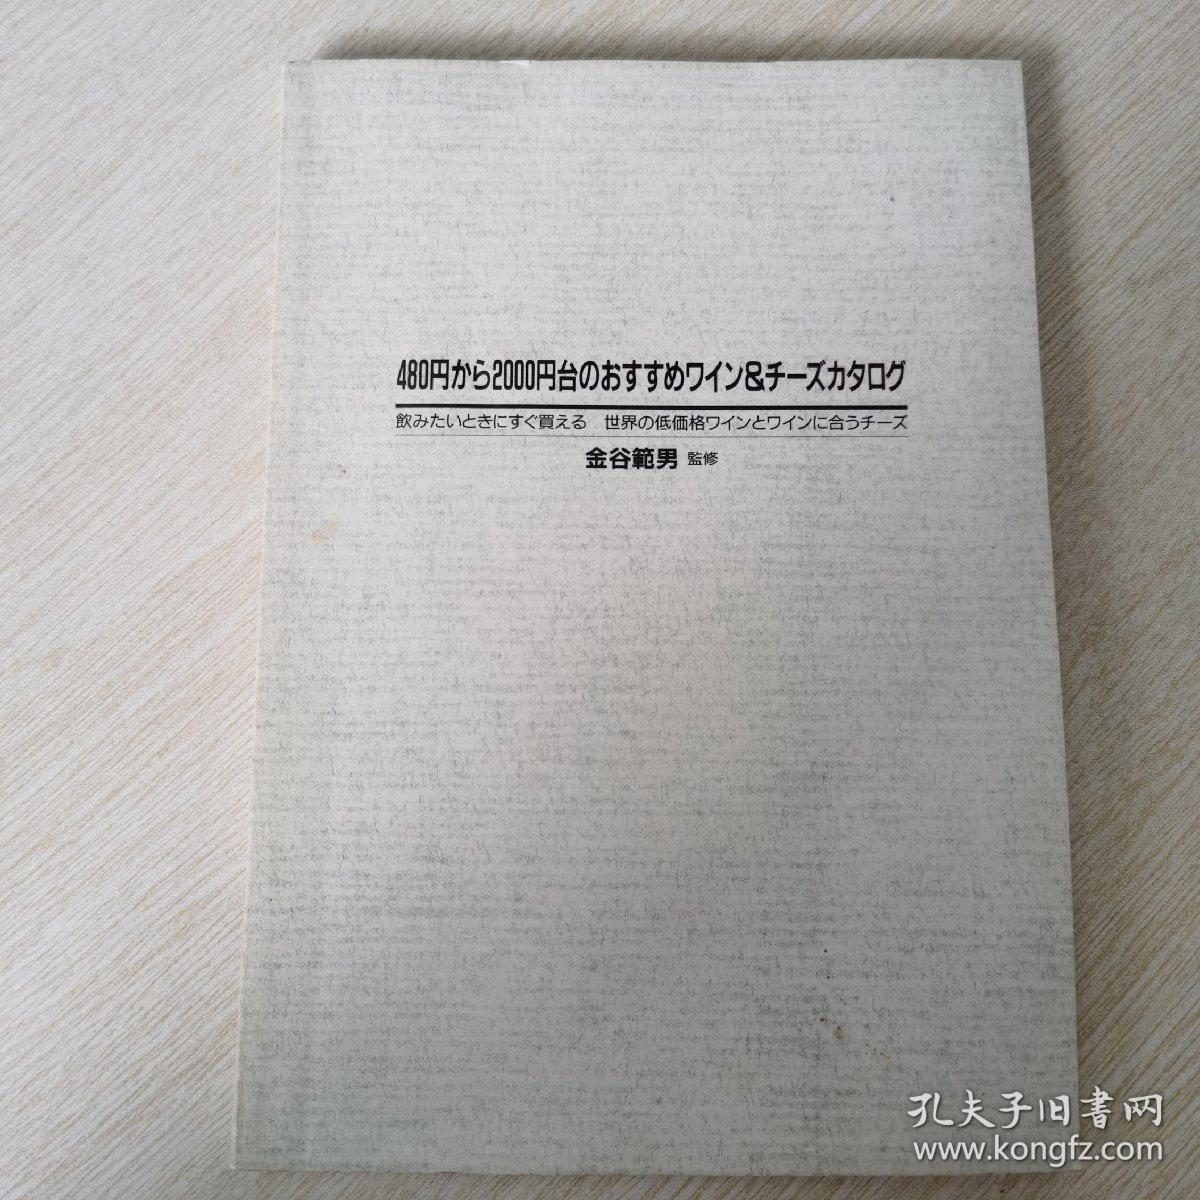 480円から2000円台のおすすめワイン&チーズカタログ
飲みたいときにすぐ買える 世界の低価格ワインとワインに合うチーズ
金谷範男 監修
孔夫子旧書网
www.kongfz.com